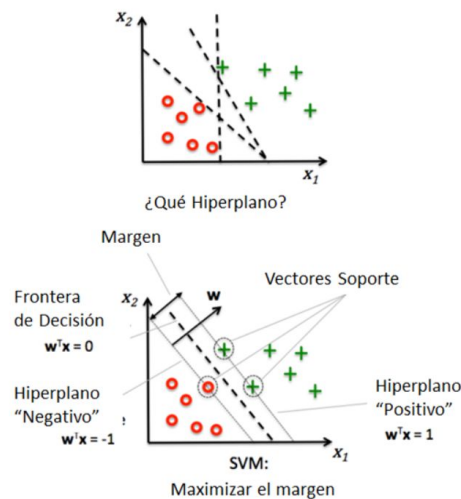 x2
x1
¿Qué Hiperplano?
Margen
Vectores Soporte
Frontera
de Decisión
wᵀx = 0
x2
w
Hiperplano
“Negativo”
e
wᵀx = -1
Hiperplano
“Positivo”
wᵀx = 1
x1
SVM:
Maximizar el margen